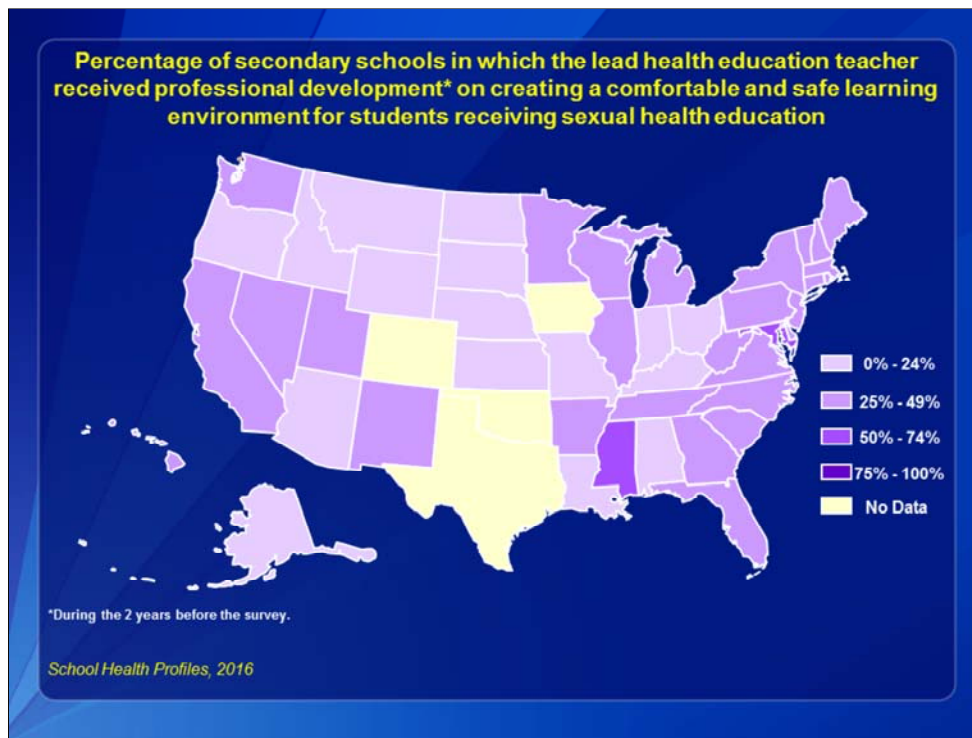 Percentage of secondary schools in which the lead health education teacher
received professional development* on creating a comfortable and safe learning
environment for students receiving sexual health education
0% - 24%
25% - 49%
50% - 74%
75% - 100%
No Data
*During the 2 years before the survey.
School Health Profiles, 2016